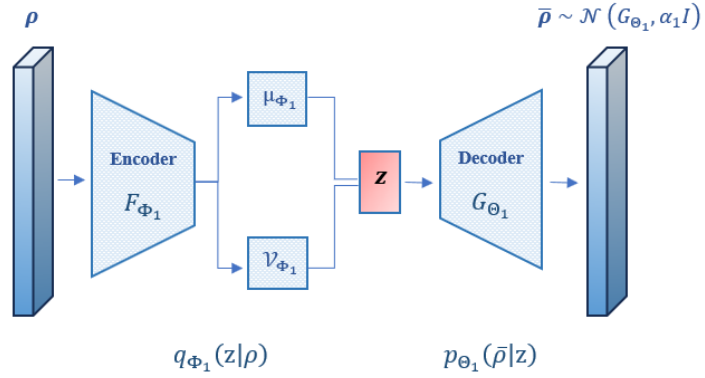 ρ
ρ̅ ~ 𝒩 (G_Θ₁, α₁I)
μ_Φ₁
Encoder
F_Φ₁
z
Decoder
G_Θ₁
𝒱_Φ₁
q_Φ₁(z|ρ)
p_Θ₁(ρ̅|z)